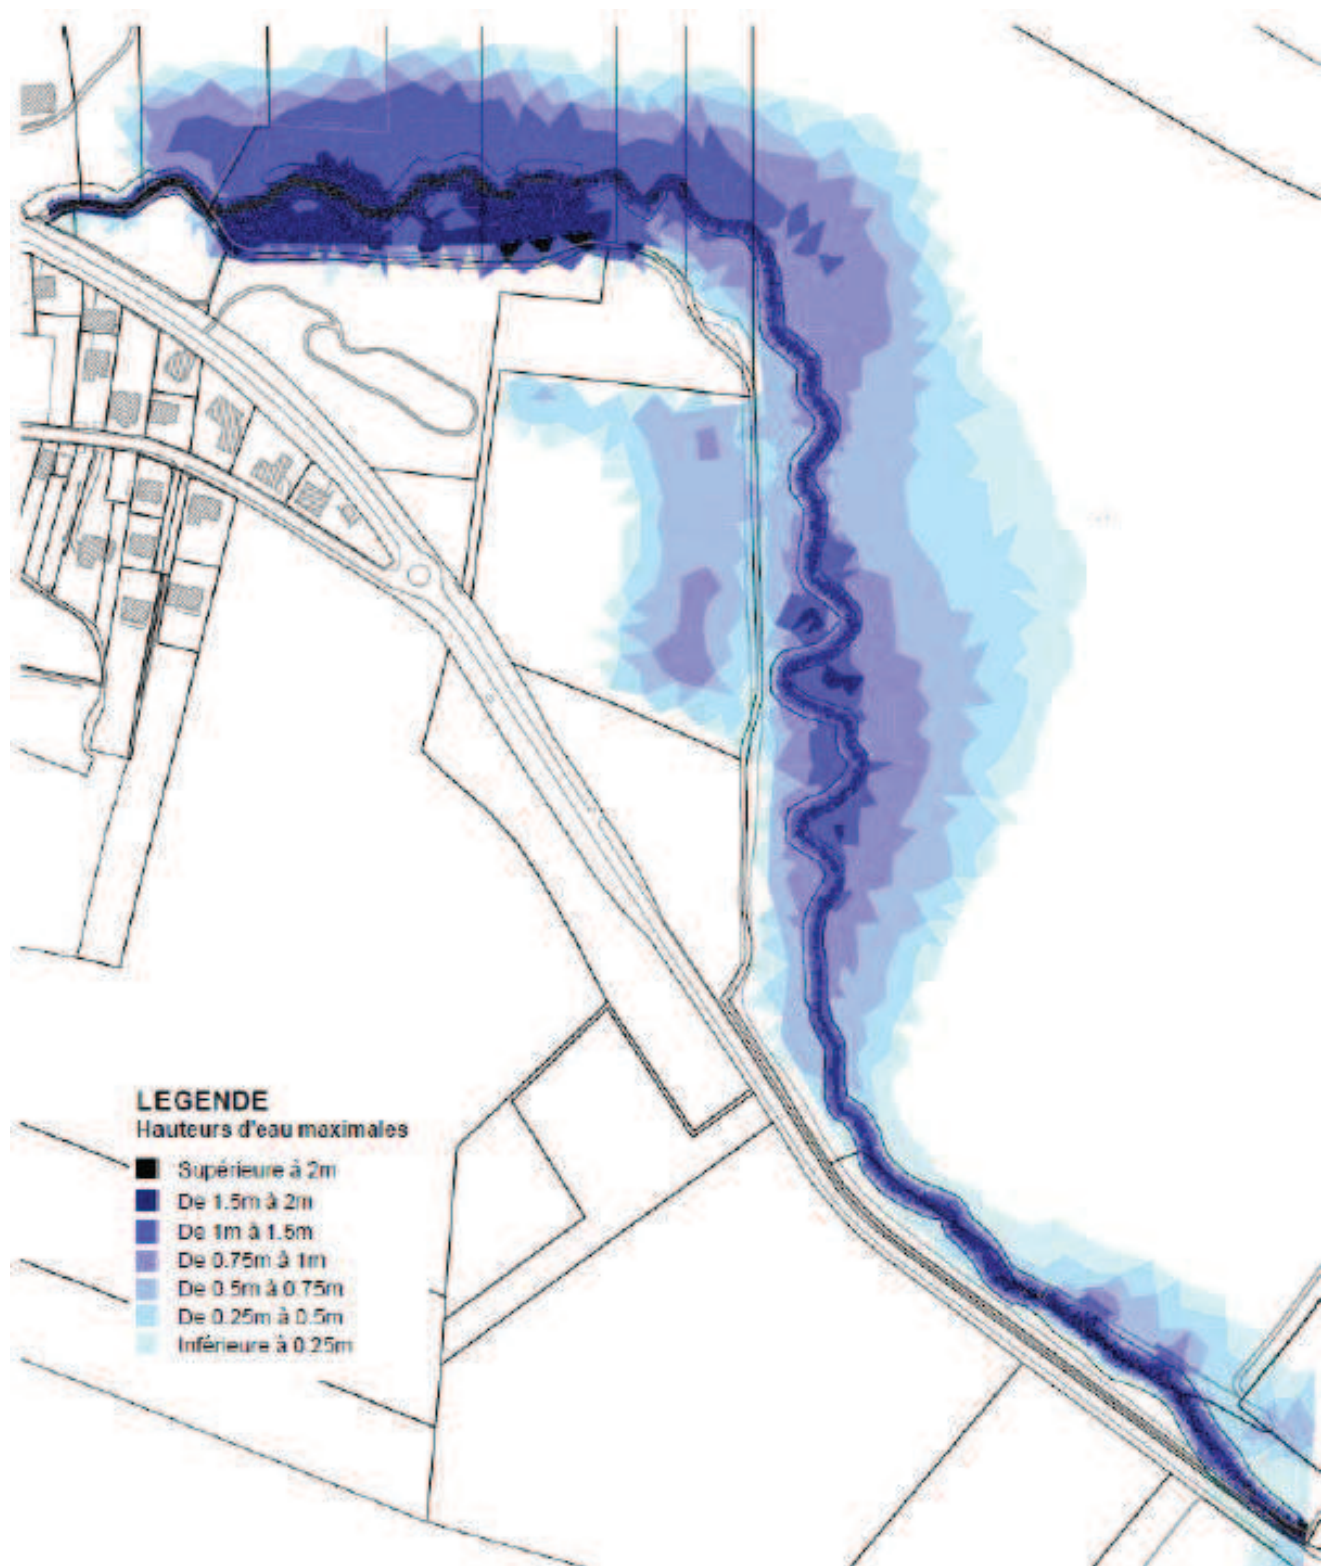 LEGENDE
Hauteurs d'eau maximales
Supérieure à 2m
De 1.5m à 2m
De 1m à 1.5m
De 0.75m à 1m
De 0.5m à 0.75m
De 0.25m à 0.5m
Inférieure à 0.25m